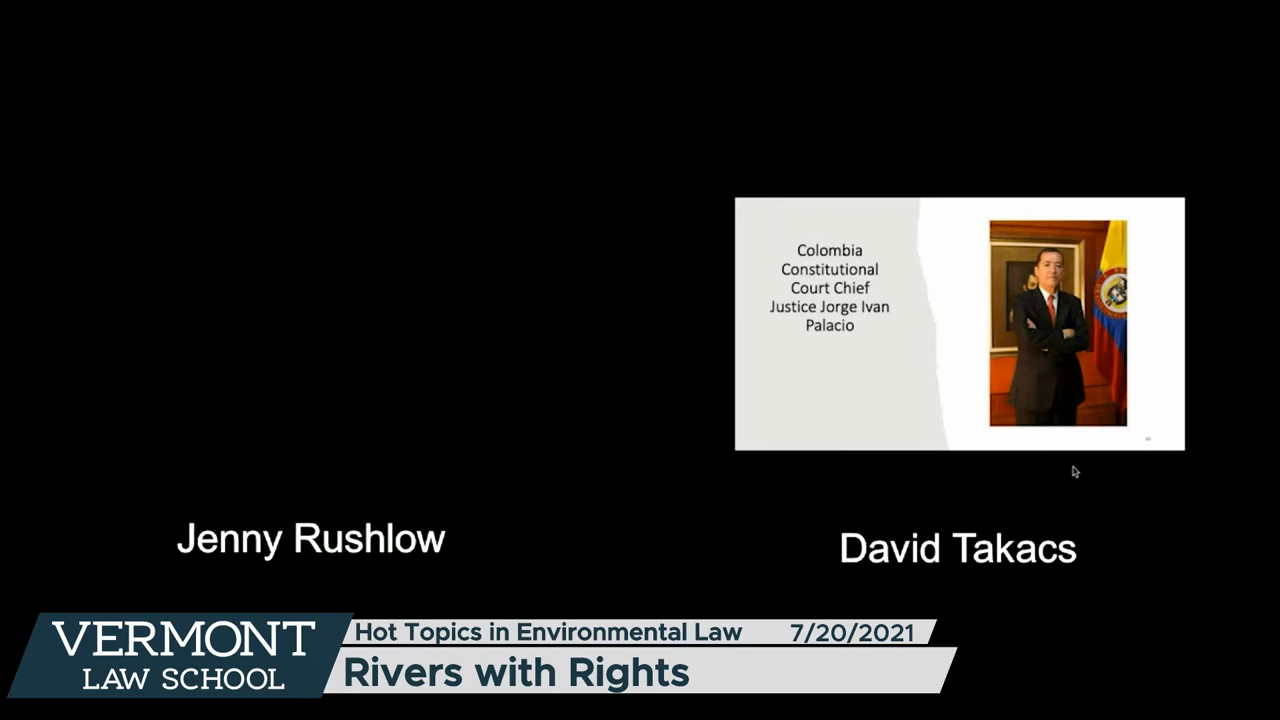 Colombia
Constitutional
Court Chief
Justice Jorge Ivan
Palacio
Jenny Rushlow
David Takacs
VERMONT
LAW SCHOOL
Hot Topics in Environmental Law
7/20/2021
Rivers with Rights